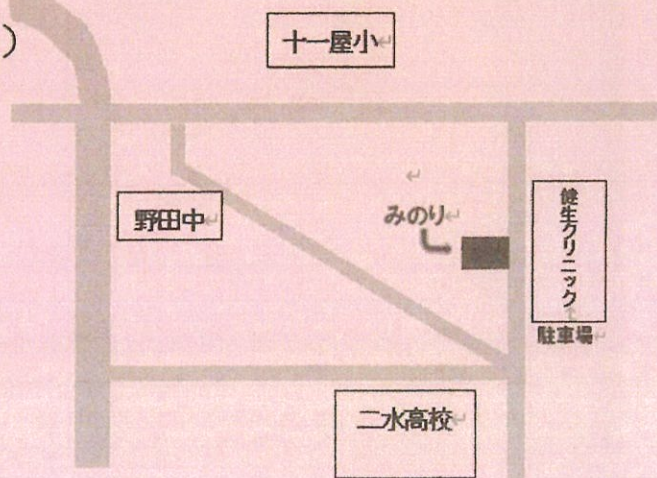 ）
十一屋小
野田中
みのり
健生クリニック
駐車場
二水高校